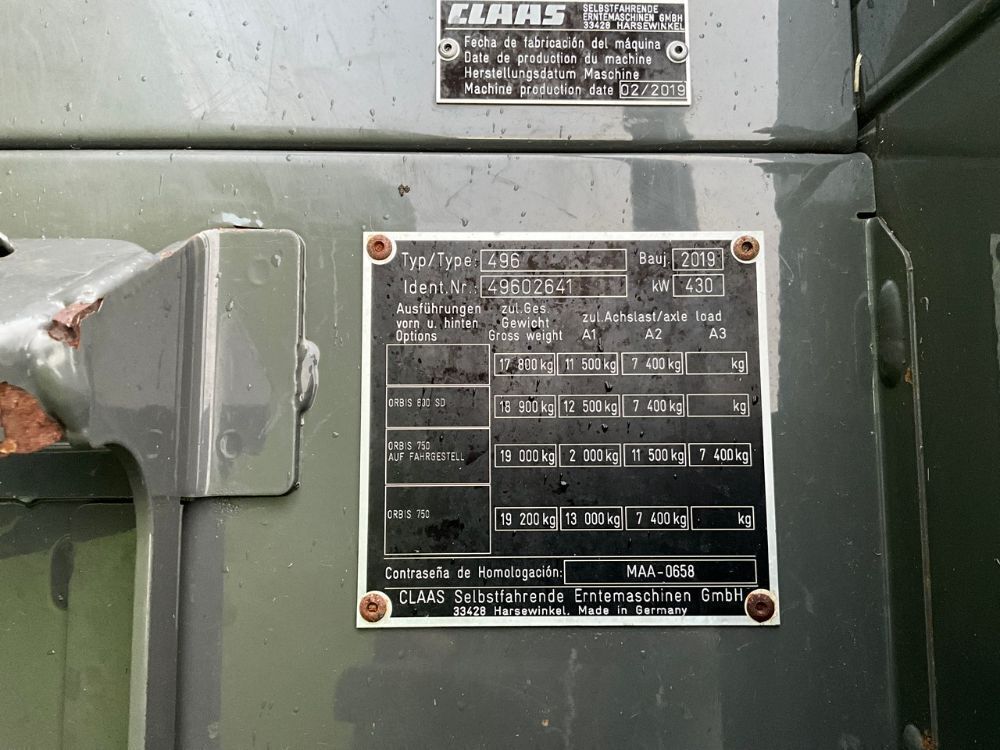 CLAAS SELBSTFAHRENDE
ERNTEMASCHINEN GMBH
33428 HARSEWINKEL
Fecha de fabricación del máquina
Date de production du machine
Herstellungsdatum Maschine
Machine production date 02/2019
Typ/Type: 496 Bauj. 2019
Ident.Nr.: 49602641 kW 430
Ausführungen zul.Ges.
vorn u. hinten Gewicht zul.Achslast/axle load
Options Gross weight A1 A2 A3
17 800 kg 11 500 kg 7 400 kg kg
ORBIS 600 SD 18 900 kg 12 500 kg 7 400 kg kg
ORBIS 750
AUF FAHRGESTELL 19 000 kg 2 000 kg 11 500 kg 7 400 kg
ORBIS 750 19 200 kg 13 000 kg 7 400 kg kg
Contraseña de Homologación: MAA-0658
CLAAS Selbstfahrende Erntemaschinen GmbH
33428 Harsewinkel, Made in Germany